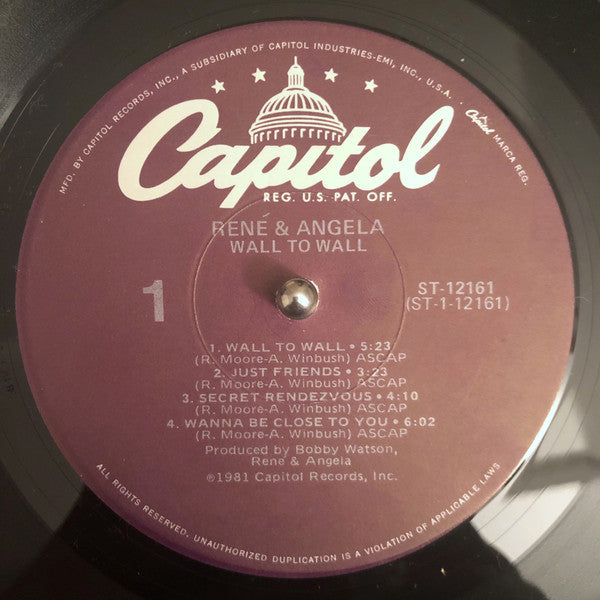 MFD. BY CAPITOL RECORDS, INC., A SUBSIDIARY OF CAPITOL INDUSTRIES-EMI, INC., U.S.A. . Capitol MARCA REG.
Capitol
REG. U.S. PAT. OFF.
RENÉ & ANGELA
WALL TO WALL
1
ST-12161
(ST-1-12161)
1. WALL TO WALL • 5:23
(R. Moore-A. Winbush) ASCAP
2. JUST FRIENDS • 3:23
(R. Moore-A. Winbush) ASCAP
3. SECRET RENDEZVOUS • 4:10
(R. Moore-A. Winbush) ASCAP
4. WANNA BE CLOSE TO YOU • 6:02
(R. Moore-A. Winbush) ASCAP
Produced by Bobby Watson,
René & Angela
℗1981 Capitol Records, Inc.
ALL RIGHTS RESERVED. UNAUTHORIZED DUPLICATION IS A VIOLATION OF APPLICABLE LAWS